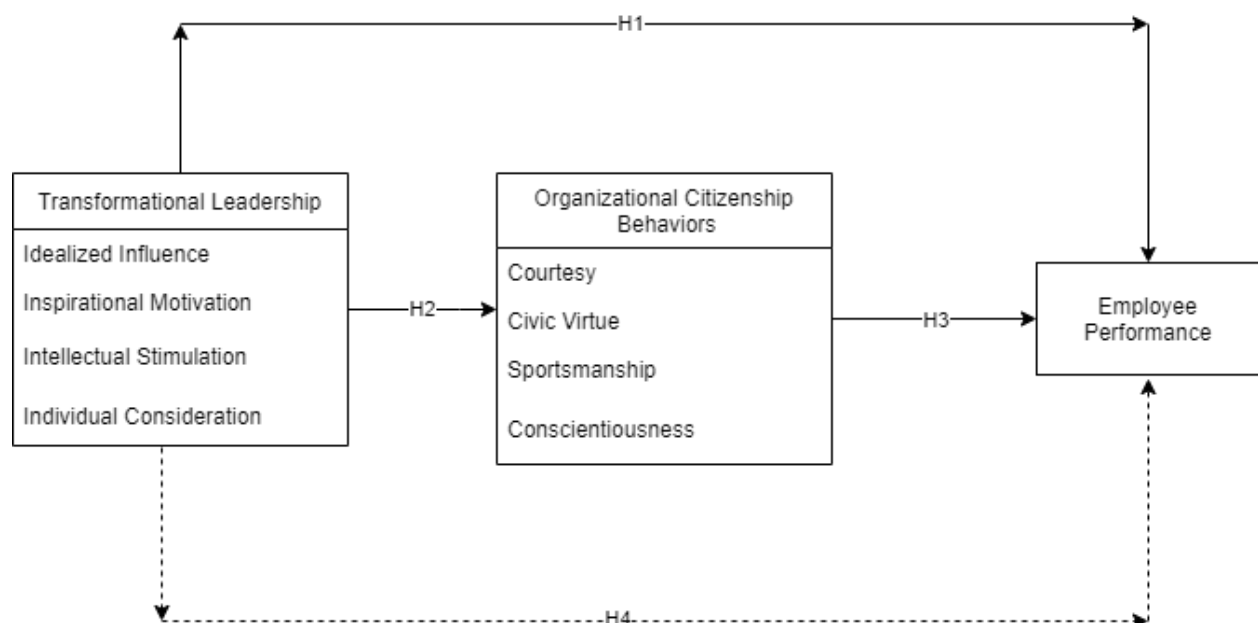 H1
Transformational Leadership
Idealized Influence
Inspirational Motivation
Intellectual Stimulation
Individual Consideration
H2
Organizational Citizenship
Behaviors
Courtesy
Civic Virtue
Sportsmanship
Conscientiousness
H3
Employee
Performance
H4